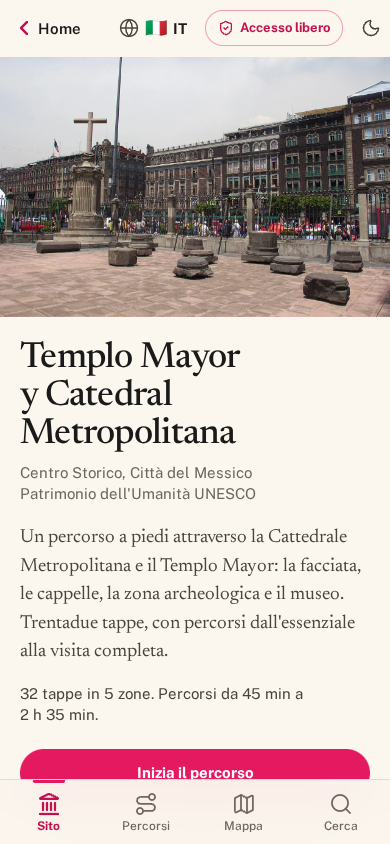 Home
IT
Accesso libero
Templo Mayor
y Catedral
Metropolitana
Centro Storico, Città del Messico
Patrimonio dell'Umanità UNESCO
Un percorso a piedi attraverso la Cattedrale
Metropolitana e il Templo Mayor: la facciata,
le cappelle, la zona archeologica e il museo.
Trentadue tappe, con percorsi dall'essenziale
alla visita completa.
32 tappe in 5 zone. Percorsi da 45 min a
2 h 35 min.
Inizia il percorso
Sito
Percorsi
Mappa
Cerca